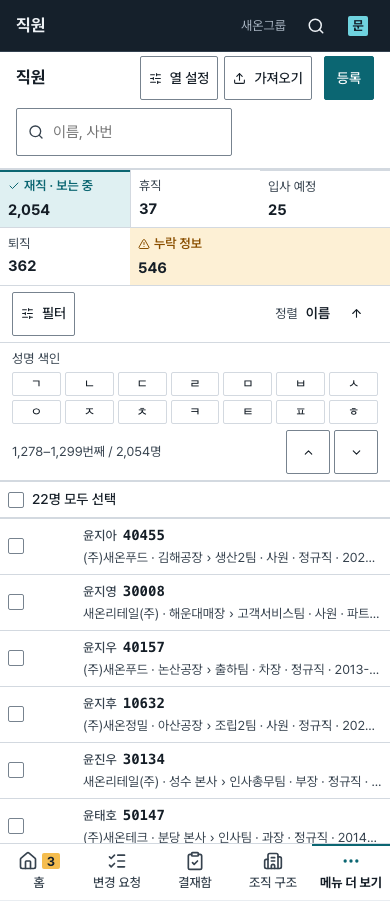 직원
새온그룹
문
직원
열 설정
가져오기
등록
이름, 사번
재직 · 보는 중
2,054
휴직
37
입사 예정
25
퇴직
362
누락 정보
546
필터
정렬 이름
성명 색인
ㄱ ㄴ ㄷ ㄹ ㅁ ㅂ ㅅ
ㅇ ㅈ ㅊ ㅋ ㅌ ㅍ ㅎ
1,278–1,299번째 / 2,054명
22명 모두 선택
윤지아 40455
(주)새온푸드 · 김해공장 › 생산2팀 · 사원 · 정규직 · 202...
윤지영 30008
새온리테일(주) · 해운대매장 › 고객서비스팀 · 사원 · 파트...
윤지우 40157
(주)새온푸드 · 논산공장 › 출하팀 · 차장 · 정규직 · 2013-...
윤지후 10632
(주)새온정밀 · 아산공장 › 조립2팀 · 사원 · 정규직 · 202...
윤진우 30134
새온리테일(주) · 성수 본사 › 인사총무팀 · 부장 · 정규직 · ...
윤태호 50147
(주)새온테크 · 분당 본사 › 인사팀 · 과장 · 정규직 · 2014...
3
홈
변경 요청
결재함
조직 구조
메뉴 더 보기